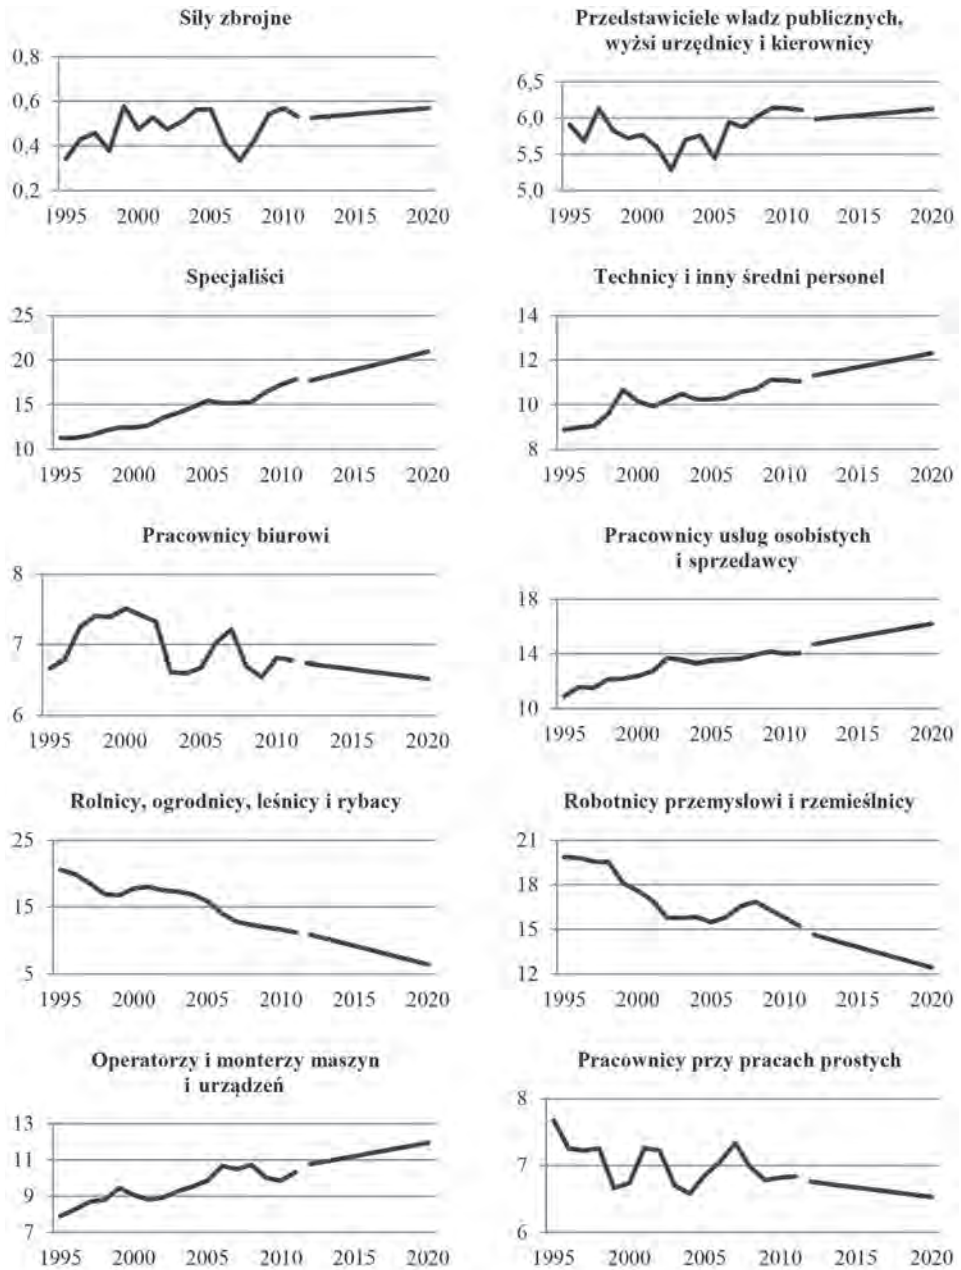 Siły zbrojne
0,8
0,6
0,4
0,2
1995 2000 2005 2010 2015 2020
Przedstawiciele władz publicznych,
wyżsi urzędnicy i kierownicy
6,5
6,0
5,5
5,0
1995 2000 2005 2010 2015 2020
Specjaliści
25
20
15
10
1995 2000 2005 2010 2015 2020
Technicy i inny średni personel
14
12
10
8
1995 2000 2005 2010 2015 2020
Pracownicy biurowi
8
7
6
1995 2000 2005 2010 2015 2020
Pracownicy usług osobistych
i sprzedawcy
18
14
10
1995 2000 2005 2010 2015 2020
Rolnicy, ogrodnicy, leśnicy i rybacy
25
15
5
1995 2000 2005 2010 2015 2020
Robotnicy przemysłowi i rzemieślnicy
21
18
15
12
1995 2000 2005 2010 2015 2020
Operatorzy i monterzy maszyn
i urządzeń
13
11
9
7
1995 2000 2005 2010 2015 2020
Pracownicy przy pracach prostych
8
7
6
1995 2000 2005 2010 2015 2020